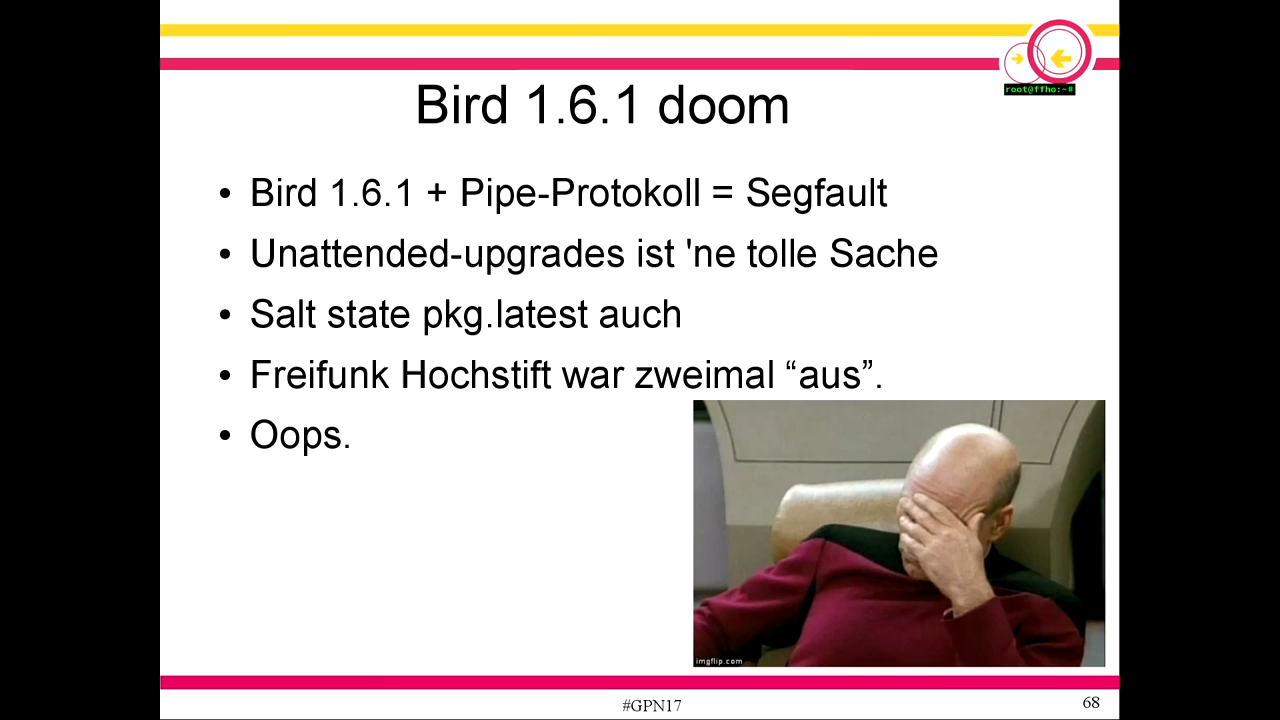 root@ffho:~#
Bird 1.6.1 doom
• Bird 1.6.1 + Pipe-Protokoll = Segfault
• Unattended-upgrades ist 'ne tolle Sache
• Salt state pkg.latest auch
• Freifunk Hochstift war zweimal “aus”.
• Oops.
imgflip.com
#GPN17
68